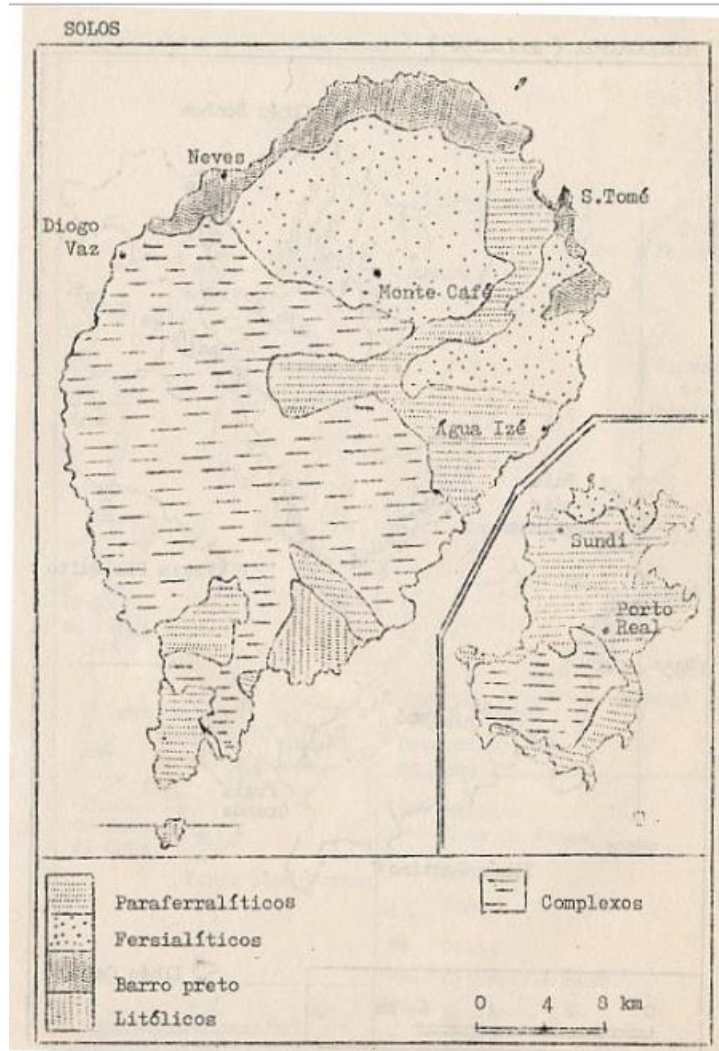 SOLOS
Neves
S.Tomé
Diogo
Vaz
Monte Café
Água Izé
Sundi
Porto
Real
Paraferralíticos
Complexos
Fersialíticos
Barro preto
Litólicos
0 4 8 km